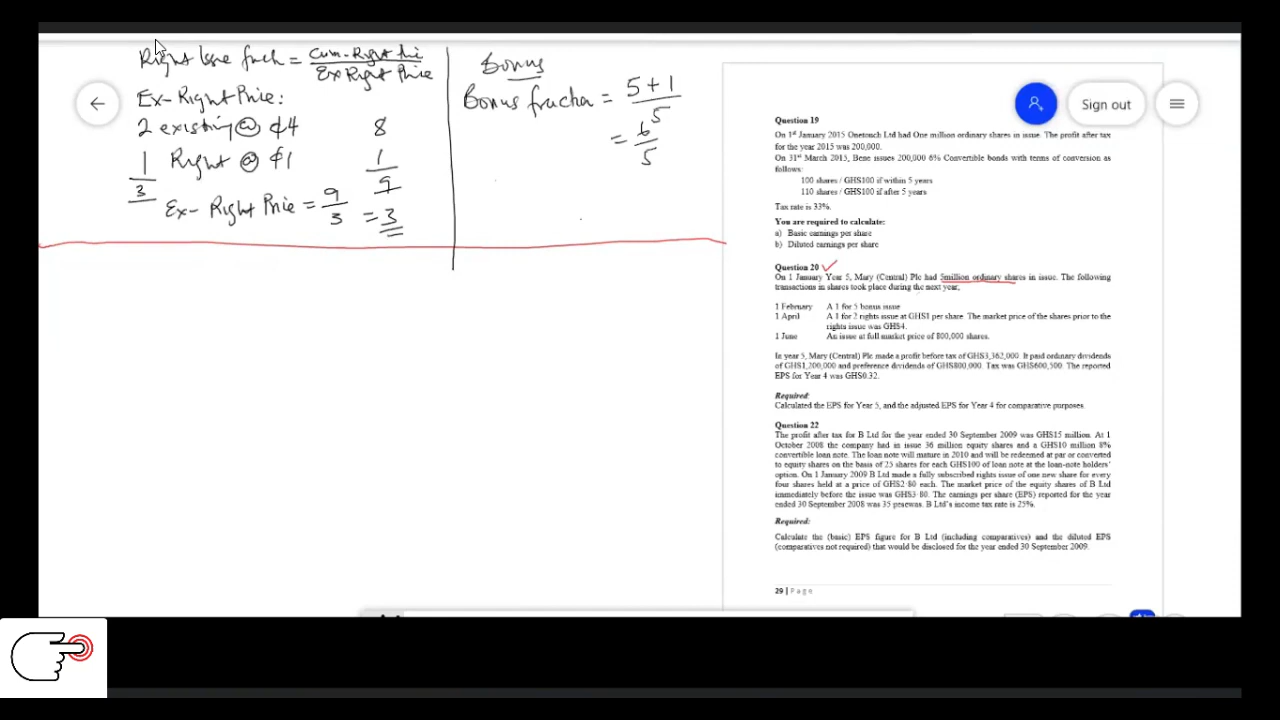 Right Issue frach = Cum-Right Price
Ex Right Price
Ex-Right Price:
2 existing @ ₵4 8
1 Right @ ₵1 1
3 9
Ex-Right Price = 9/3 = 3
Bonus
Bonus fraction = 5+1
5
= 6/5
Sign out
Question 19
On 1st January 2015 Onetouch Ltd had One million ordinary shares in issue. The profit after tax
for the year 2015 was 200,000.
On 31st March 2015, Bene issues 200,000 6% Convertible bonds with terms of conversion as
follows:
100 shares / GHS100 if within 5 years
110 shares / GHS100 if after 5 years
Tax rate is 33%.
You are required to calculate:
a) Basic earnings per share
b) Diluted earnings per share
Question 20
On 1 January Year 5, Mary (Central) Plc had 5million ordinary shares in issue. The following
transactions in shares took place during the next year;
1 February A 1 for 5 bonus issue
1 April A 1 for 2 rights issue at GHS1 per share. The market price of the shares prior to the
rights issue was GHS4.
1 June An issue at full market price of 800,000 shares.
In year 5, Mary (Central) Plc made a profit before tax of GHS3,362,000. It paid ordinary dividends
of GHS1,200,000 and preference dividends of GHS800,000. Tax was GHS600,500. The reported
EPS for Year 4 was GHS0.32.
Required:
Calculated the EPS for Year 5, and the adjusted EPS for Year 4 for comparative purposes.
Question 22
The profit after tax for B Ltd for the year ended 30 September 2009 was GHS15 million. At 1
October 2008 the company had in issue 36 million equity shares and a GHS10 million 8%
convertible loan note. The loan note will mature in 2010 and will be redeemed at par or converted
to equity shares on the basis of 25 shares for each GHS100 of loan note at the loan-note holders'
option. On 1 January 2009 B Ltd made a fully subscribed rights issue of one new share for every
four shares held at a price of GHS2·80 each. The market price of the equity shares of B Ltd
immediately before the issue was GHS3·80. The earnings per share (EPS) reported for the year
ended 30 September 2008 was 35 pesewas. B Ltd's income tax rate is 25%.
Required:
Calculate the (basic) EPS figure for B Ltd (including comparatives) and the diluted EPS
(comparatives not required) that would be disclosed for the year ended 30 September 2009.
29 | Page